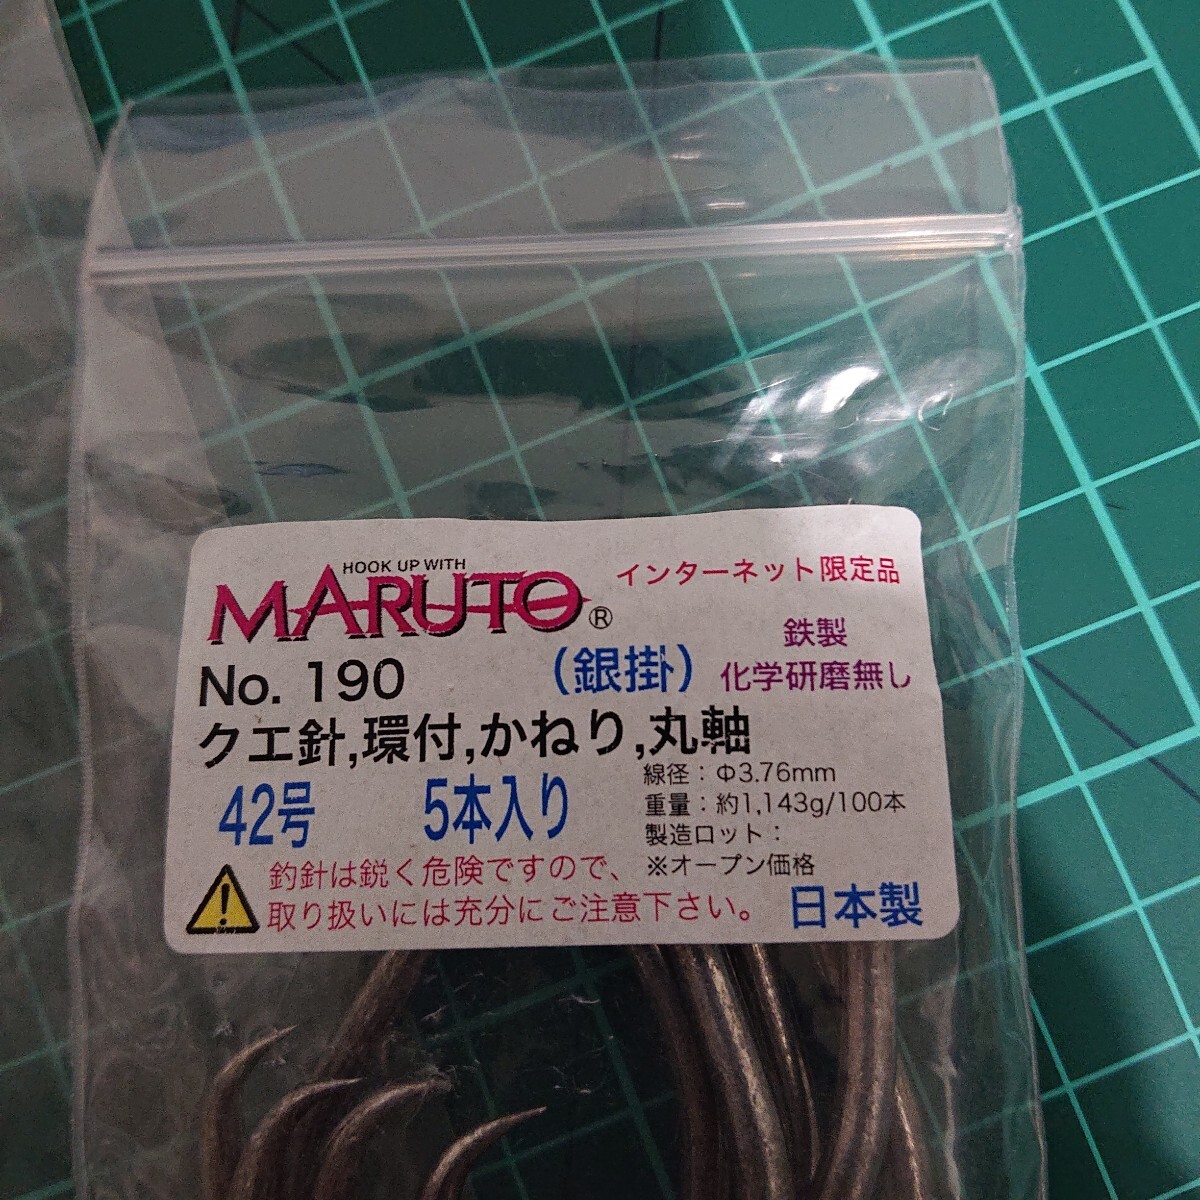 HOOK UP WITH
MARUTO®
インターネット限定品
No. 190
（銀掛）
鉄製
化学研磨無し
クエ針,環付,かねり,丸軸
42号 5本入り
線径：Φ3.76mm
重量：約1,143g/100本
製造ロット：
※オープン価格
釣針は鋭く危険ですので、
取り扱いには充分にご注意下さい。
日本製